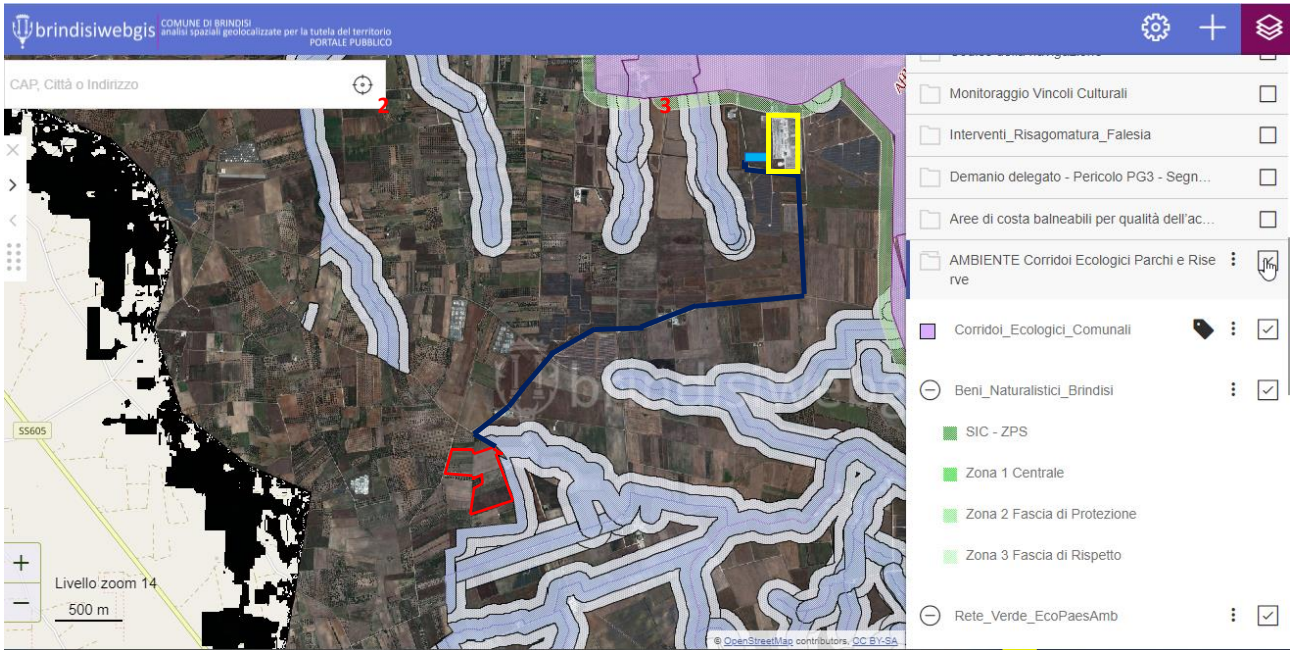 brindisiwebgis
COMUNE DI BRINDISI
analisi spaziali geolocalizzate per la tutela del territorio
PORTALE PUBBLICO
CAP, Città o Indirizzo
2
3
Monitoraggio Vincoli Culturali
Interventi_Risagomatura_Falesia
Demanio delegato - Pericolo PG3 - Segn...
Aree di costa balneabili per qualità dell'ac...
AMBIENTE Corridoi Ecologici Parchi e Rise
rve
Corridoi_Ecologici_Comunali
Beni_Naturalistici_Brindisi
SIC - ZPS
Zona 1 Centrale
Zona 2 Fascia di Protezione
Zona 3 Fascia di Rispetto
Rete_Verde_EcoPaesAmb
SS605
brindisiwebg
+
−
Livello zoom 14
500 m
© OpenStreetMap contributors, CC BY-SA